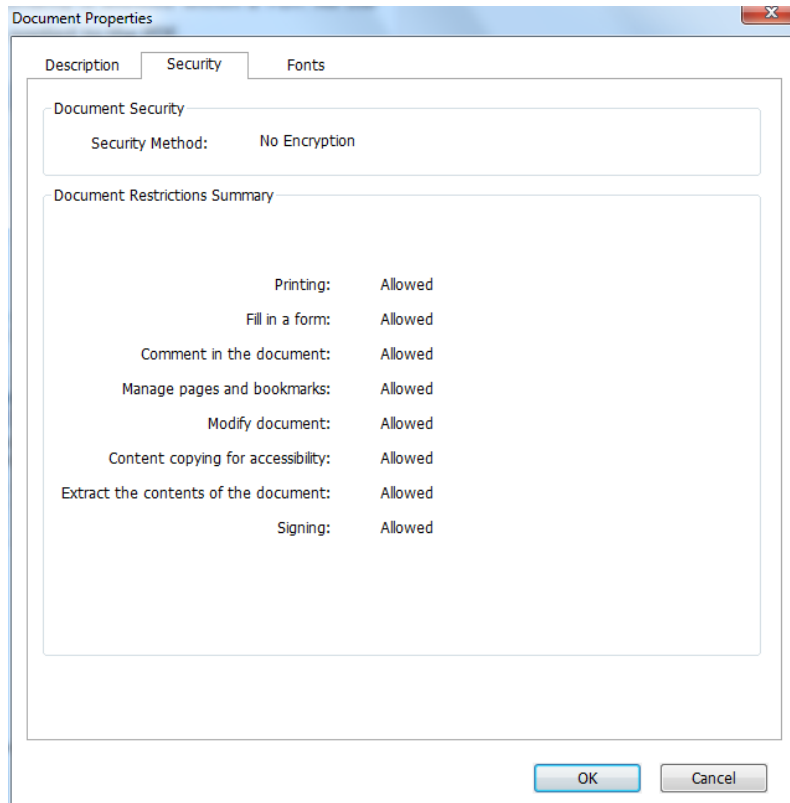 Document Properties
Description Security Fonts
Document Security
Security Method: No Encryption
Document Restrictions Summary
Printing: Allowed
Fill in a form: Allowed
Comment in the document: Allowed
Manage pages and bookmarks: Allowed
Modify document: Allowed
Content copying for accessibility: Allowed
Extract the contents of the document: Allowed
Signing: Allowed
OK Cancel